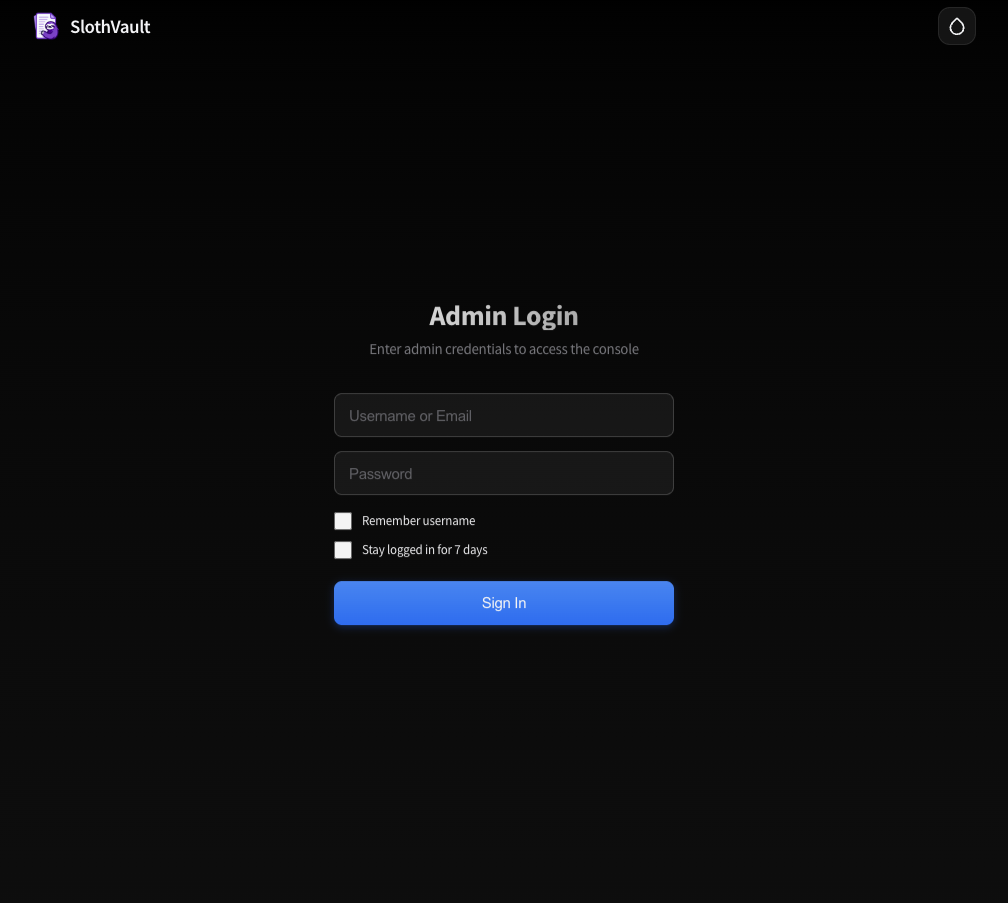 SlothVault
Admin Login
Enter admin credentials to access the console
Username or Email
Password
Remember username
Stay logged in for 7 days
Sign In